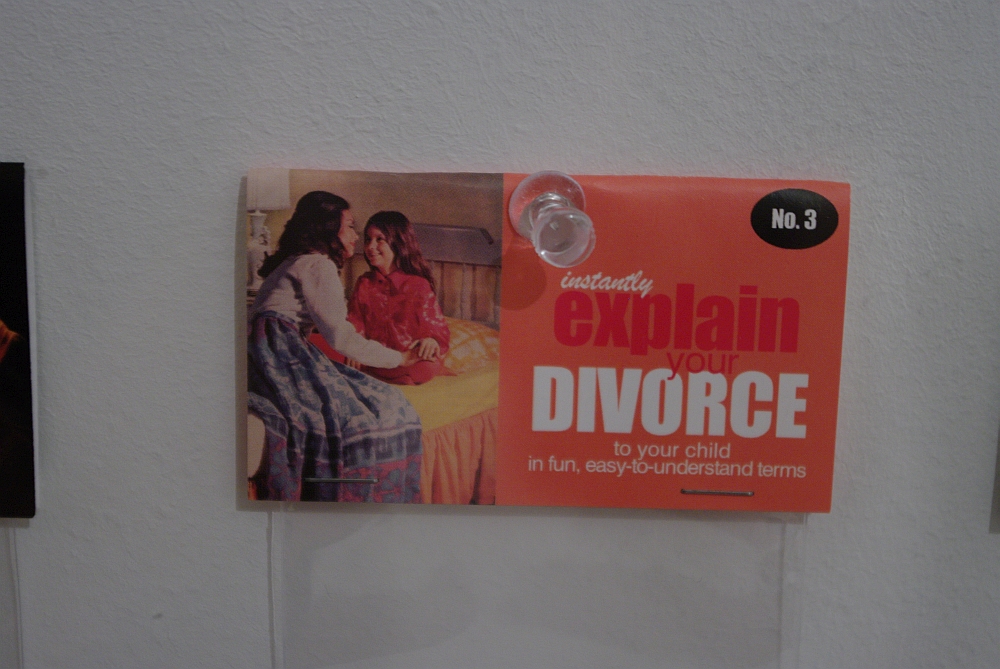 No. 3
instantly
explain
your
DIVORCE
to your child
in fun, easy-to-understand terms